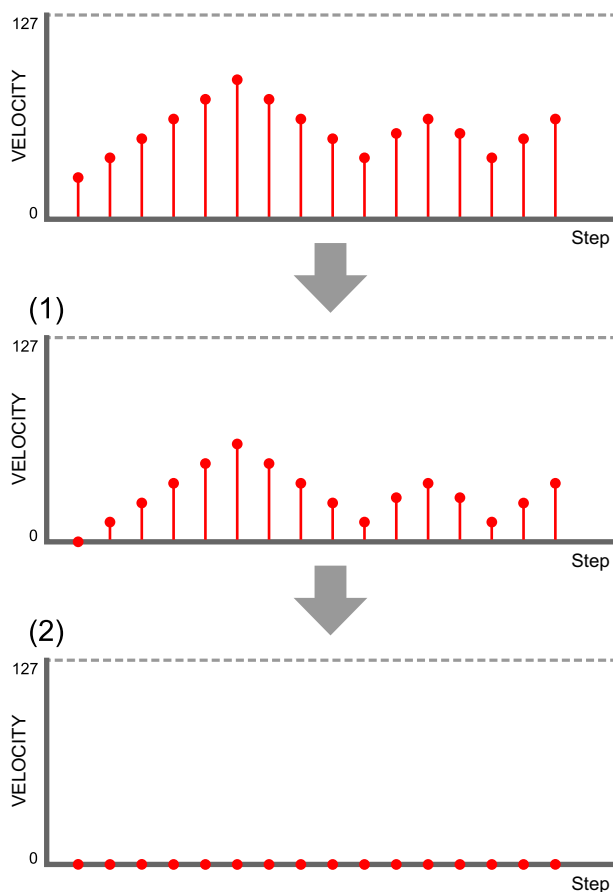 127
VELOCITY
0
Step
(1)
127
VELOCITY
0
Step
(2)
127
VELOCITY
0
Step